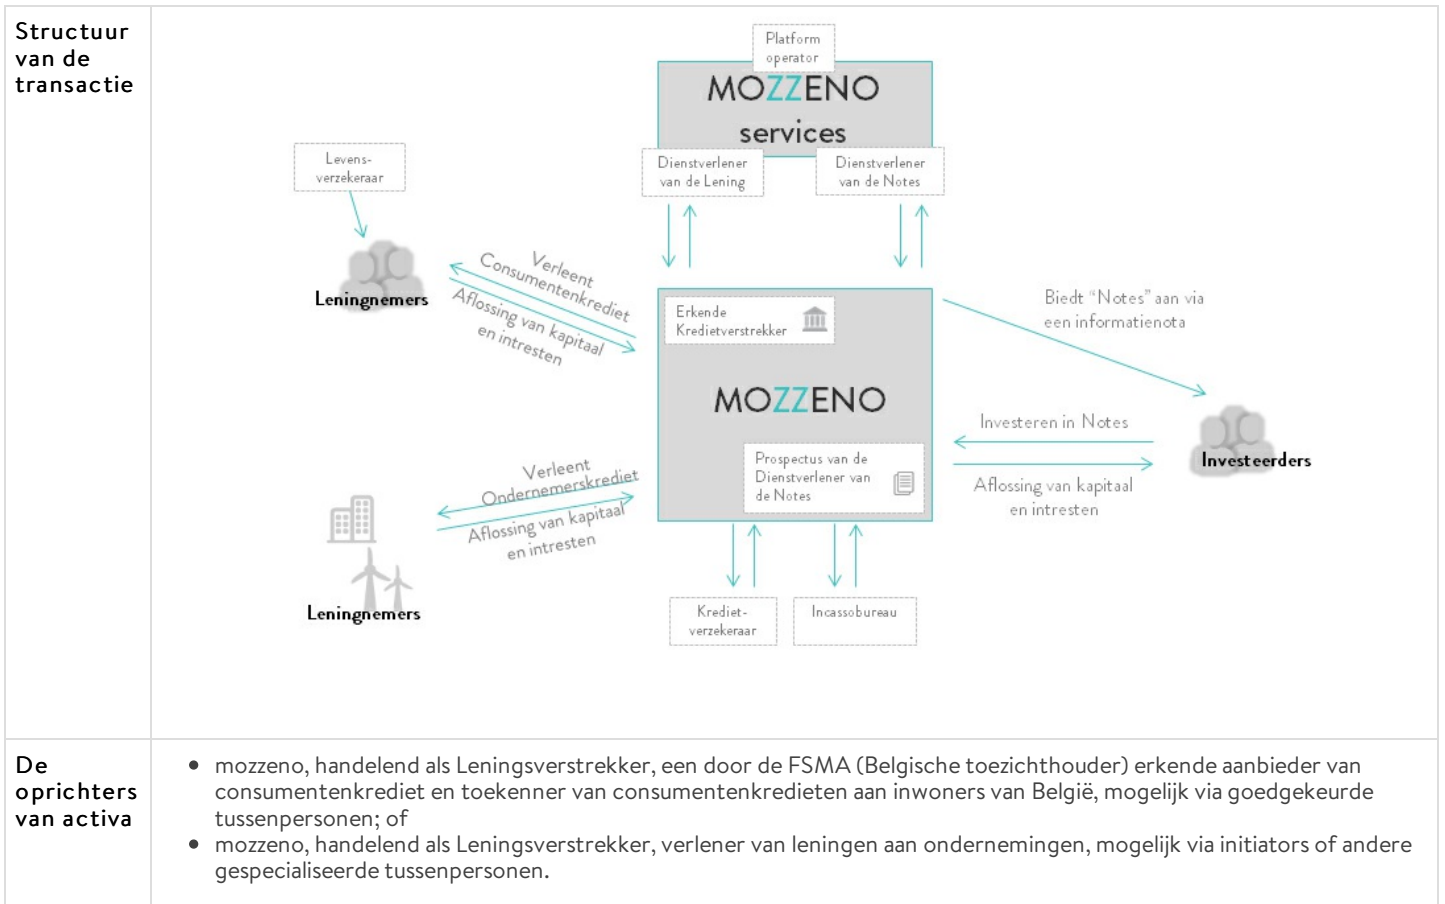 Structuur
van de
transactie
Platform
operator
MOZZENO
services
Dienstverlener
van de Lening
Dienstverlener
van de Notes
Levens-
verzekeraar
Leningnemers
Verleent
Consumentenkrediet
Aflossing van kapitaal
en intresten
Erkende
Kredietverstrekker
MOZZENO
Prospectus van de
Dienstverlener van
de Notes
Biedt "Notes" aan via
een informatienota
Investeren in Notes
Investeerders
Aflossing van kapitaal
en intresten
Verleent
Ondernemerskrediet
Aflossing van kapitaal
en intresten
Leningnemers
Krediet-
verzekeraar
Incassobureau
De
oprichters
van activa
• mozzeno, handelend als Leningsverstrekker, een door de FSMA (Belgische toezichthouder) erkende aanbieder van
consumentenkrediet en toekenner van consumentenkredieten aan inwoners van België, mogelijk via goedgekeurde
tussenpersonen; of
• mozzeno, handelend als Leningsverstrekker, verlener van leningen aan ondernemingen, mogelijk via initiators of andere
gespecialiseerde tussenpersonen.